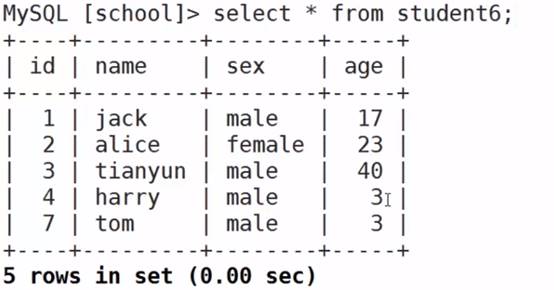 MySQL [school]> select * from student6;
+----+---------+--------+-----+
| id | name    | sex    | age |
+----+---------+--------+-----+
|  1 | jack    | male   |  17 |
|  2 | alice   | female |  23 |
|  3 | tianyun | male   |  40 |
|  4 | harry   | male   |   3 |
|  7 | tom     | male   |   3 |
+----+---------+--------+-----+
5 rows in set (0.00 sec)